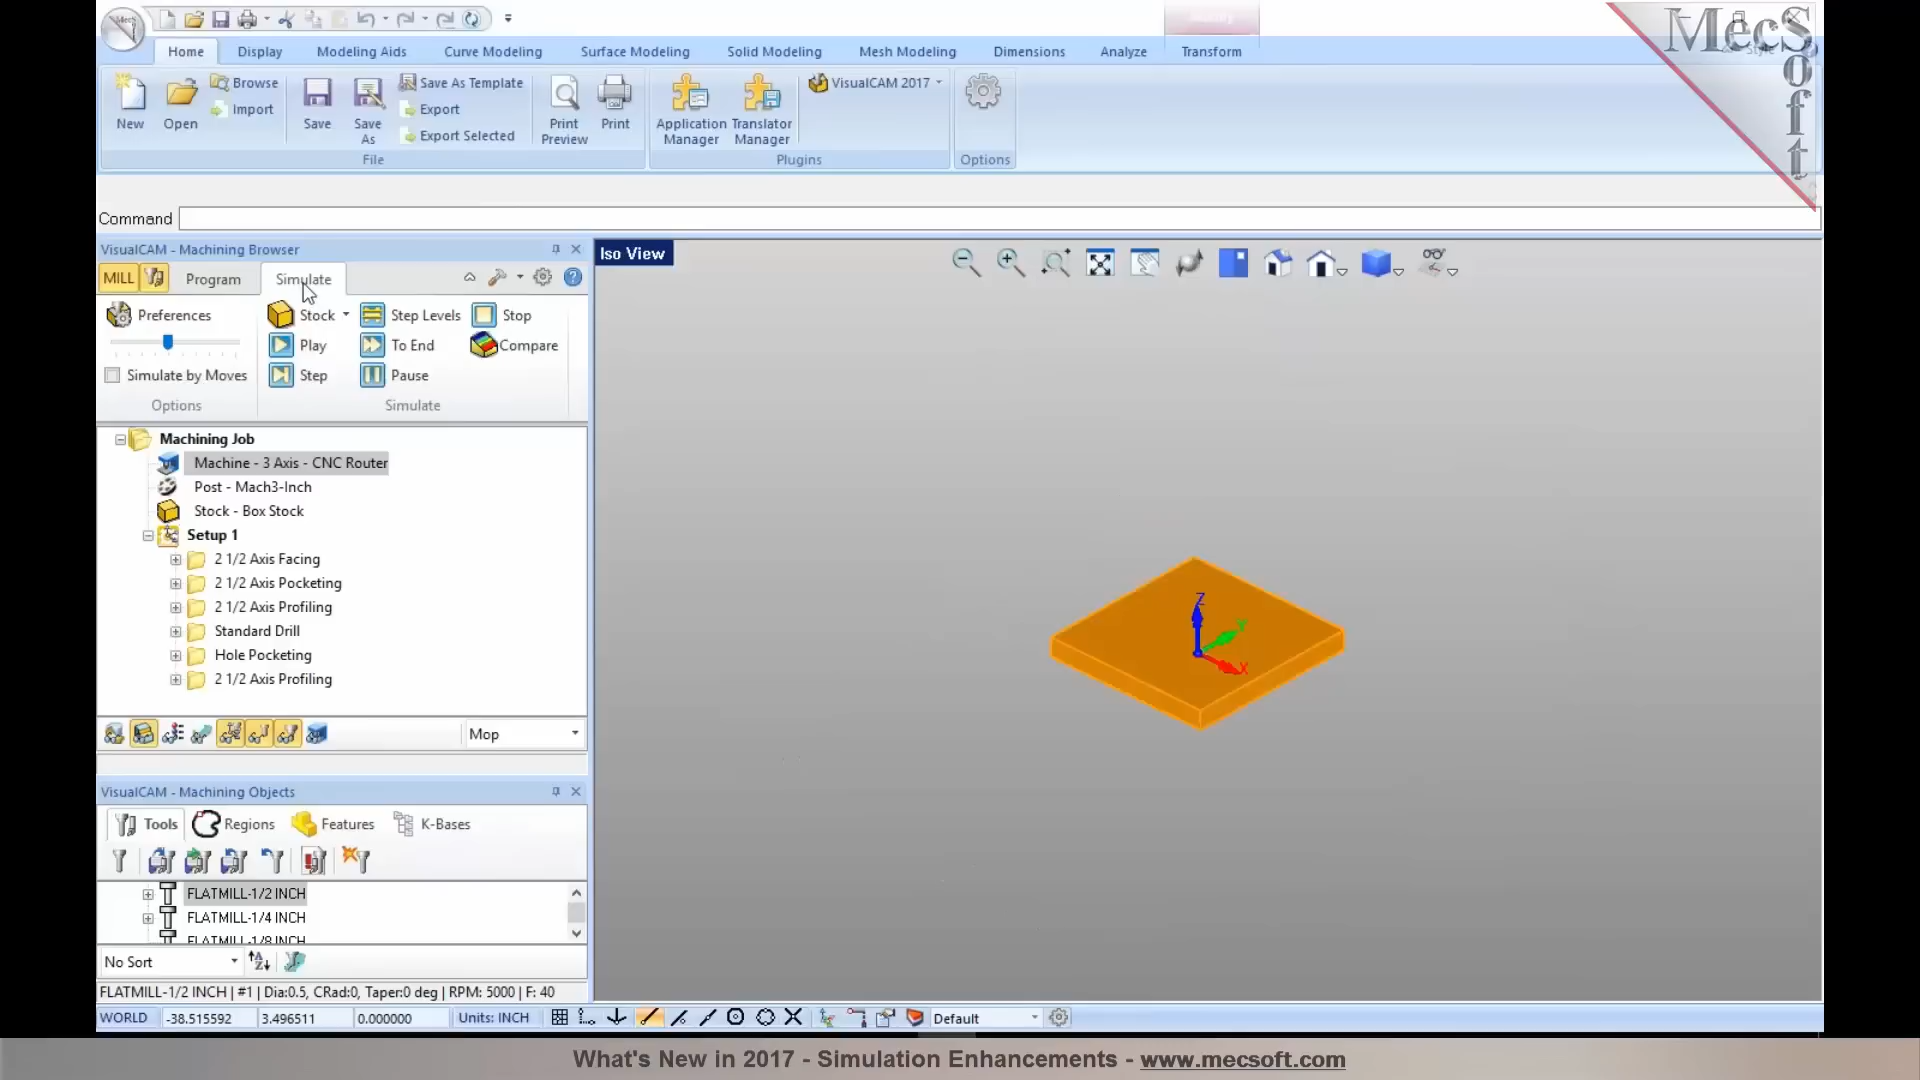 MecSoft
Home Display Modeling Aids Curve Modeling Surface Modeling Solid Modeling Mesh Modeling Dimensions Analyze Transform
New Open Browse Import Save Save As Save As Template Export Export Selected Print Preview Print Application Manager Translator Manager VisualCAM 2017
File Plugins Options
Command
VisualCAM - Machining Browser
Iso View
MILL Program Simulate
Preferences Stock Step Levels Stop
Play To End Compare
Simulate by Moves Step Pause
Options Simulate
Machining Job
Machine - 3 Axis - CNC Router
Post - Mach3-Inch
Stock - Box Stock
Setup 1
2 1/2 Axis Facing
2 1/2 Axis Pocketing
2 1/2 Axis Profiling
Standard Drill
Hole Pocketing
2 1/2 Axis Profiling
Z
Y
X
Mop
VisualCAM - Machining Objects
Tools Regions Features K-Bases
FLATMILL-1/2 INCH
FLATMILL-1/4 INCH
FLATMILL-1/8 INCH
No Sort
FLATMILL-1/2 INCH | #1 | Dia:0.5, CRad:0, Taper:0 deg | RPM: 5000 | F: 40
WORLD -38.515592 3.496511 0.000000 Units: INCH Default
What's New in 2017 - Simulation Enhancements - www.mecsoft.com